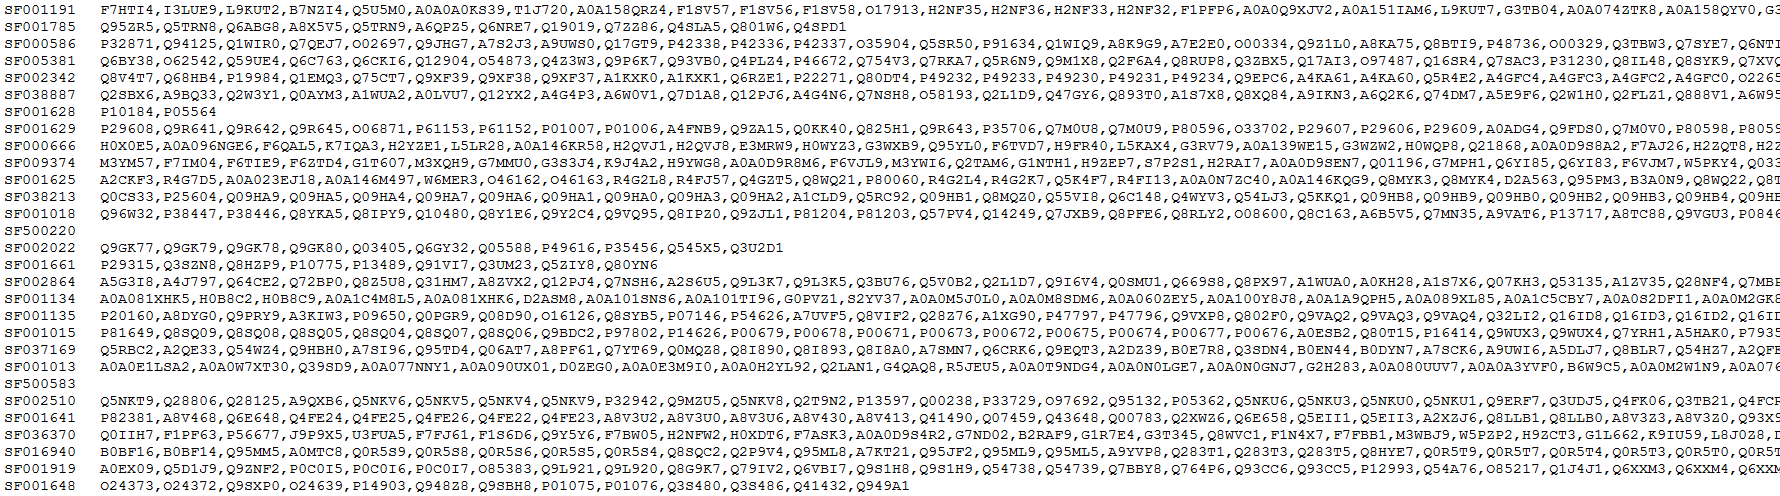 SF001191 F7HTI4,I3LUE9,L9KUT2,B7NZI4,Q5U5M0,A0A0A0KS39,T1J720,A0A158QRZ4,F1SV57,F1SV56,F1SV58,O17913,H2NF35,H2NF36,H2NF33,H2NF32,F1PFP6,A0A0Q9XJV2,A0A151IAM6,L9KUT7,G3TB04,A0A074ZTK8,A0A158QYV0,G3
SF001785 Q95ZR5,Q5TRN8,Q6ABG8,A8X5V5,Q5TRN9,A6QPZ5,Q6NRE7,Q19019,Q7ZZ86,Q4SLA5,Q801W6,Q4SPD1
SF000586 P32871,Q94125,Q1WIR0,Q7QEJ7,O02697,Q9JHG7,A7S2J3,A9UWS0,Q17GT9,P42338,P42336,P42337,O35904,Q5SR50,P91634,Q1WIQ9,A8K9G9,A7E2E0,O00334,Q9Z1L0,A8KA75,Q8BTI9,P48736,O00329,Q3TBW3,Q7SYE7,Q6NTI
SF005381 Q6BY38,O62542,Q59UE4,Q6C763,Q6CKI6,Q12904,O54873,Q4Z3W3,Q9P6K7,Q93VB0,Q4PLZ4,P46672,Q754V3,Q7RKA7,Q5R6N9,Q9M1X8,Q2F6A4,Q8RUP8,Q3ZBX5,Q17AI3,O97487,Q16SR4,Q7SAC3,P31230,Q8IL48,Q8SYK9,Q7XVQ
SF002342 Q8V4T7,Q68HB4,P19984,Q1EMQ3,Q75CT7,Q9XF39,Q9XF38,Q9XF37,A1KXK0,A1KXK1,Q6RZE1,P22271,Q80DT4,P49232,P49233,P49230,P49231,P49234,Q9EPC6,A4KA61,A4KA60,Q5R4E2,A4GFC4,A4GFC3,A4GFC2,A4GFC0,O2265
SF038887 Q2SBX6,A9BQ33,Q2W3Y1,Q0AYM3,A1WUA2,A0LVU7,Q12YX2,A4G4P3,A6W0V1,Q7D1A8,Q12PJ6,A4G4N6,Q7NSH8,O58193,Q2L1D9,Q47GY6,Q893T0,A1S7X8,Q8XQ84,A9IKN3,A6Q2K6,Q74DM7,A5E9F6,Q2W1H0,Q2FLZ1,Q888V1,A6W95
SF001628 P10184,P05564
SF001629 P29608,Q9R641,Q9R642,Q9R645,O06871,P61153,P61152,P01007,P01006,A4FNB9,Q9ZA15,Q0KK40,Q825H1,Q9R643,P35706,Q7M0U8,Q7M0U9,P80596,O33702,P29607,P29606,P29609,A0ADG4,Q9FDS0,Q7M0V0,P80598,P8059
SF000666 H0X0E5,A0A096NGE6,F6QAL5,K7IQA3,H2YZE1,L5LR28,A0A146KR58,H2QVJ1,H2QVJ8,E3MRW9,H0WYZ3,G3WXB9,Q95YL0,F6TVD7,H9FR40,L5KAX4,G3RV79,A0A139WE15,G3WZW2,H0WQP8,Q21868,A0A0D9S8A2,F7AJ26,H2ZQT8,H2Z
SF009374 M3YM57,F7IM04,F6TIE9,F6ZTD4,G1T607,M3XQH9,G7MMU0,G3S3J4,K9J4A2,H9YWG8,A0A0D9R8M6,F6VJL9,M3YWI6,Q2TAM6,G1NTH1,H9ZEP7,S7P2S1,H2RAI7,A0A0D9SEN7,Q01196,G7MPH1,Q6YI85,Q6YI83,F6VJM7,W5PKY4,Q033
SF001625 A2CKF3,R4G7D5,A0A023EJ18,A0A146M497,W6MER3,O46162,O46163,R4G2L8,R4FJ57,Q4GZT5,Q8WQ21,P80060,R4G2L4,R4G2K7,Q5K4F7,R4FI13,A0A0N7ZC40,A0A146KQG9,Q8MYK3,Q8MYK4,D2A563,Q95PM3,B3A0N9,Q8WQ22,Q8T
SF038213 Q0CS33,P25604,Q09HA9,Q09HA5,Q09HA4,Q09HA7,Q09HA6,Q09HA1,Q09HA0,Q09HA3,Q09HA2,A1CLD9,Q5RC92,Q09HB1,Q8MQZ0,Q55VI8,Q6C148,Q4WYV3,Q54LJ3,Q5KKQ1,Q09HB8,Q09HB9,Q09HB0,Q09HB2,Q09HB3,Q09HB4,Q09HB
SF001018 Q96W32,P38447,P38446,Q8YKA5,Q8IPY9,Q10480,Q8Y1E6,Q9Y2C4,Q9VQ95,Q8IPZ0,Q9ZJL1,P81204,P81203,Q57PV4,Q14249,Q7JXB9,Q8PFE6,Q8RLY2,O08600,Q8C163,A6B5V5,Q7MN35,A9VAT6,P13717,A8TC88,Q9VGU3,P0846
SF500220
SF002022 Q9GK77,Q9GK79,Q9GK78,Q9GK80,Q03405,Q6GY32,Q05588,P49616,P35456,Q545X5,Q3U2D1
SF001661 P29315,Q3SZN8,Q8HZP9,P10775,P13489,Q91VI7,Q3UM23,Q5ZIY8,Q80YN6
SF002864 A5G3I8,A4J797,Q64CE2,Q72BP0,Q8Z5U8,Q31HM7,A8ZVX2,Q12PJ4,Q7NSH6,A2S6U5,Q9L3K7,Q9L3K5,Q3BU76,Q5V0B2,Q2L1D7,Q9I6V4,Q0SMU1,Q669S8,Q8PX97,A1WUA0,A0KH28,A1S7X6,Q07KH3,Q53135,A1ZV35,Q28NF4,Q7MBP
SF001134 A0A081XHK5,H0B8C2,H0B8C9,A0A1C4M8L5,A0A081XHK6,D2ASM8,A0A101SNS6,A0A101TI96,G0PVZ1,S2YV37,A0A0M5J0L0,A0A0M8SDM6,A0A060ZEY5,A0A100Y8J8,A0A1A9QPH5,A0A089XL85,A0A1C5CBY7,A0A0S2DFI1,A0A0M2GK8
SF001135 P20160,A8DYG0,Q9PRY9,A3KIW3,P09650,Q0PGR9,Q08D90,O16126,Q8SYB5,P07146,P54626,A7UVF5,Q8VIF2,Q28Z76,A1XG90,P47797,P47796,Q9VXP8,Q802F0,Q9VAQ2,Q9VAQ3,Q9VAQ4,Q32LI2,Q16ID8,Q16ID3,Q16ID2,Q16ID
SF001015 P81649,Q8SQ09,Q8SQ08,Q8SQ05,Q8SQ04,Q8SQ07,Q8SQ06,Q9BDC2,P97802,P14626,P00679,P00678,P00671,P00673,P00672,P00675,P00674,P00677,P00676,A0ESB2,Q80T15,P16414,Q9WUX3,Q9WUX4,Q7YRH1,A5HAK0,P7935
SF037169 Q5RBC2,A2QE33,Q54WZ4,Q9HBH0,A7SI96,Q95TD4,Q06AT7,A8PF61,Q7YT69,Q0MQZ8,Q8I890,Q8I893,Q8I8A0,A7SMN7,Q6CRK6,Q9EQT3,A2DZ39,B0E7R8,Q3SDN4,B0EN44,B0DYN7,A7SCK6,A9UWI6,A5DLJ7,Q8BLR7,Q54HZ7,A2QFB
SF001013 A0A0E1LSA2,A0A0W7XT30,Q39SD9,A0A077NNY1,A0A090UX01,D0ZEG0,A0A0E3M9I0,A0A0H2YL92,Q2LAN1,G4QAQ8,R5JEU5,A0A0T9NDG4,A0A0N0LGE7,A0A0N0GNJ7,G2H283,A0A080UUV7,A0A0A3YVF0,B6W9C5,A0A0M2W1N9,A0A076
SF500583
SF002510 Q5NKT9,Q28806,Q28125,A9QXB6,Q5NKV6,Q5NKV5,Q5NKV4,Q5NKV9,P32942,Q9MZU5,Q5NKV8,Q2T9N2,P13597,Q00238,P33729,O97692,Q95132,P05362,Q5NKU6,Q5NKU3,Q5NKU0,Q5NKU1,Q9ERF7,Q3UDJ5,Q4FK06,Q3TB21,Q4FCP
SF001641 P82381,A8V468,Q6E648,Q4FE24,Q4FE25,Q4FE26,Q4FE22,Q4FE23,A8V3U2,A8V3U0,A8V3U6,A8V430,A8V413,Q41490,Q07459,Q43648,Q00783,Q2XWZ6,Q6E658,Q5EII1,Q5EII3,A2XZJ6,Q8LLB1,Q8LLB0,A8V3Z3,A8V3Z0,Q93X9
SF036370 Q0IIH7,F1PF63,P56677,J9P9X5,U3FUA5,F7FJ61,F1S6D6,Q9Y5Y6,F7BW05,H2NFW2,H0XDT6,F7ASK3,A0A0D9S4R2,G7ND02,B2RAF9,G1R7E4,G3T345,Q8WVC1,F1N4X7,F7FBB1,M3WBJ9,W5PZP2,H9ZCT3,G1L662,K9IU59,L8J0Z8,D
SF016940 B0BF16,B0BF14,Q95MM5,A0MTC8,Q0R5S9,Q0R5S8,Q0R5S6,Q0R5S5,Q0R5S4,Q8SQC2,Q2P9V4,Q95ML8,A7KT21,Q95JF2,Q95ML9,Q95ML5,A9YVP8,Q283T1,Q283T3,Q283T5,Q8HYE7,Q0R5T9,Q0R5T7,Q0R5T4,Q0R5T3,Q0R5T0,Q0R5T
SF001919 A0EX09,Q5D1J9,Q9ZNF2,P0C0I5,P0C0I6,P0C0I7,O85383,Q9L921,Q9L920,Q8G9K7,Q79IV2,Q6VBI7,Q9S1H8,Q9S1H9,Q54738,Q54739,Q7BBY8,Q764P6,Q93CC6,Q93CC5,P12993,Q54A76,O85217,Q1J4J1,Q6XXM3,Q6XXM4,Q6XXM
SF001648 O24373,O24372,Q9SXP0,O24639,P14903,Q948Z8,Q9SBH8,P01075,P01076,Q3S480,Q3S486,Q41432,Q949A1